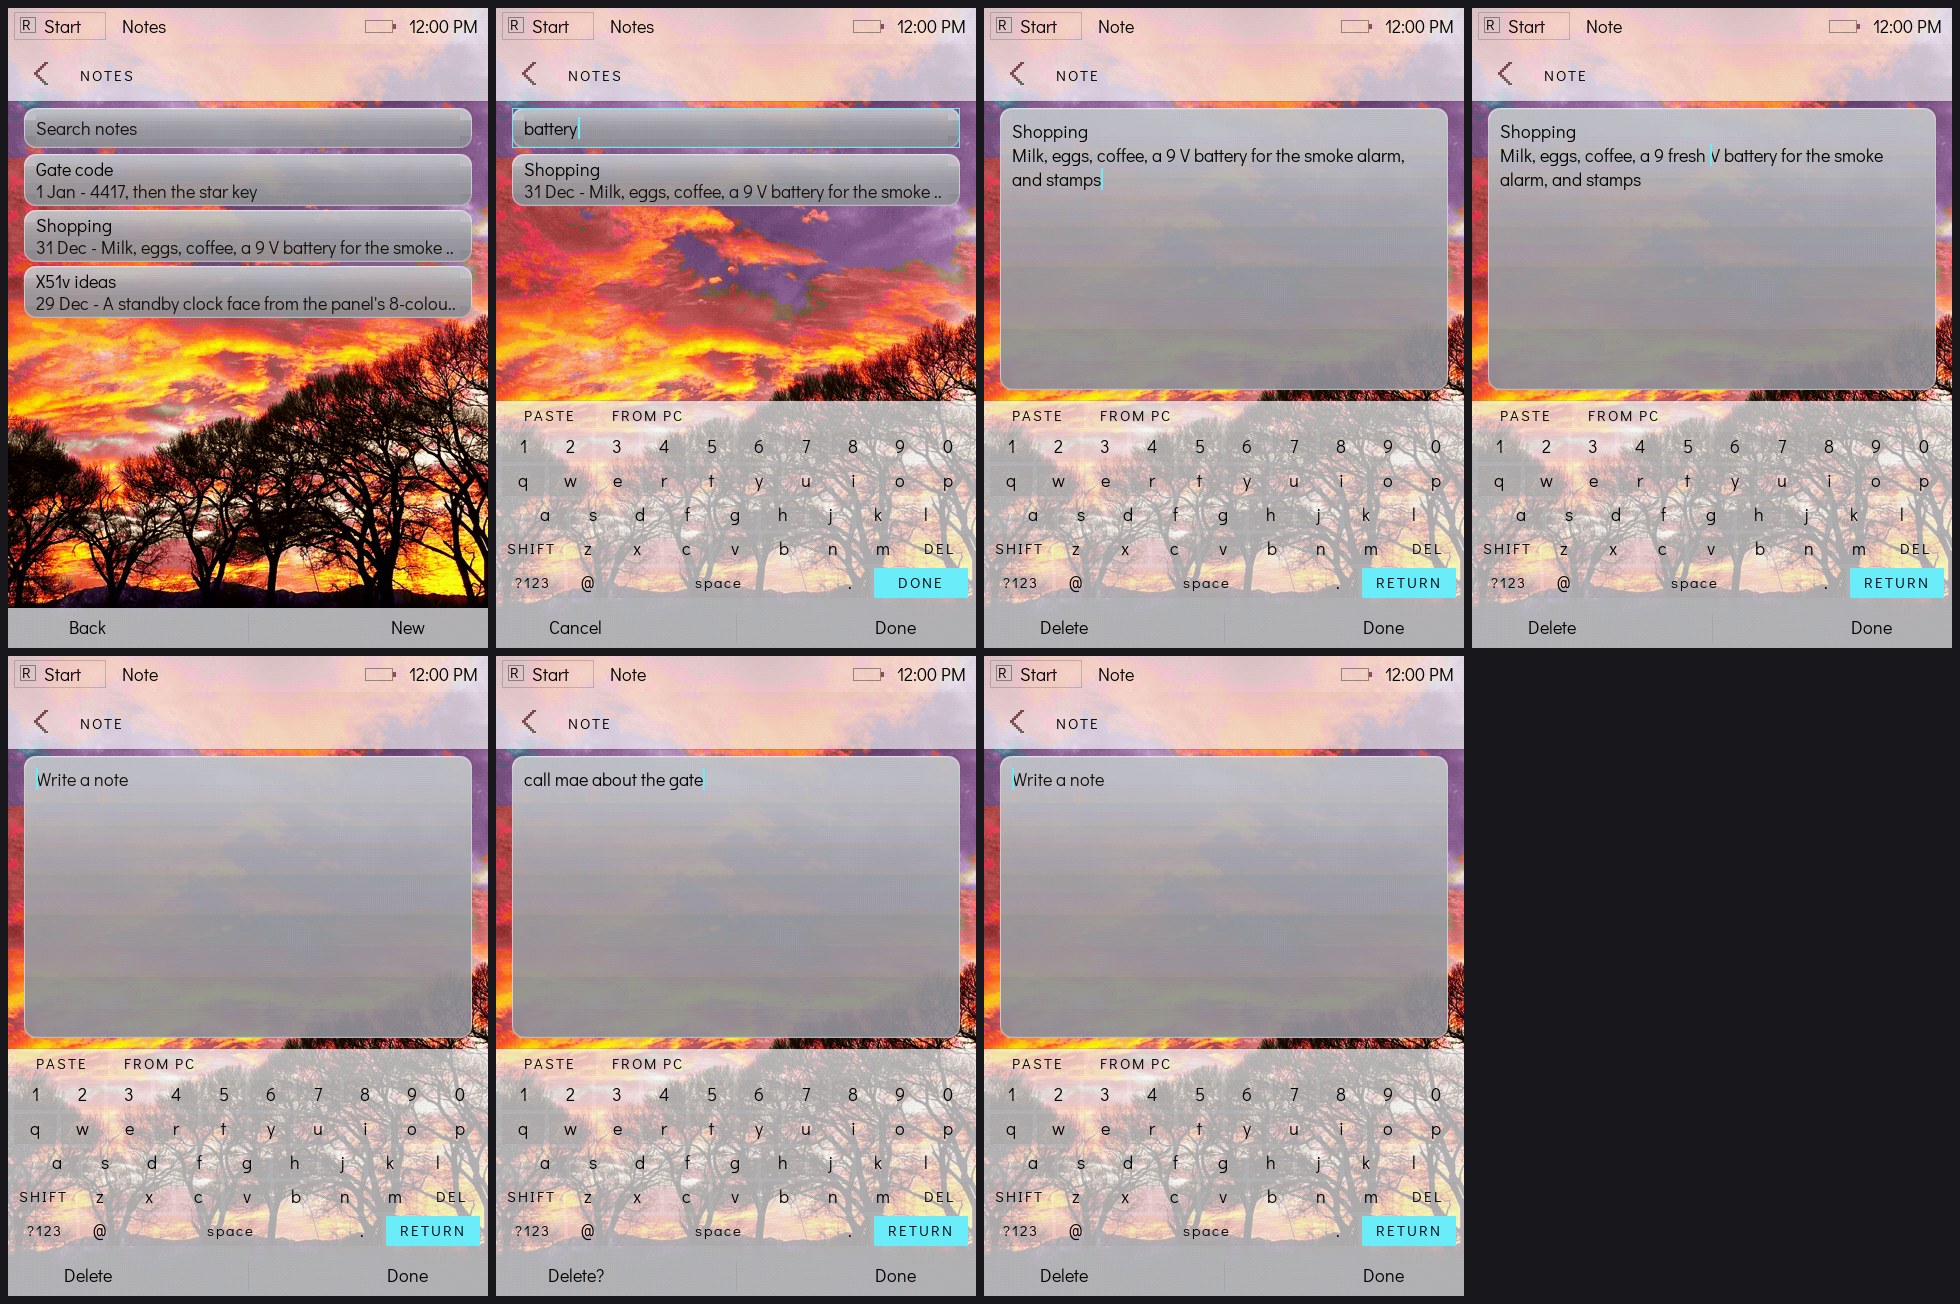 R Start Notes 12:00 PM
NOTES
Search notes
Gate code
1 Jan - 4417, then the star key
Shopping
31 Dec - Milk, eggs, coffee, a 9 V battery for the smoke ..
X51v ideas
29 Dec - A standby clock face from the panel's 8-colou..
Back New
R Start Notes 12:00 PM
NOTES
battery
Shopping
31 Dec - Milk, eggs, coffee, a 9 V battery for the smoke ..
PASTE FROM PC
1 2 3 4 5 6 7 8 9 0
q w e r t y u i o p
a s d f g h j k l
SHIFT z x c v b n m DEL
?123 @ space . DONE
Cancel Done
R Start Note 12:00 PM
NOTE
Shopping
Milk, eggs, coffee, a 9 V battery for the smoke alarm,
and stamps
PASTE FROM PC
1 2 3 4 5 6 7 8 9 0
q w e r t y u i o p
a s d f g h j k l
SHIFT z x c v b n m DEL
?123 @ space . RETURN
Delete Done
R Start Note 12:00 PM
NOTE
Shopping
Milk, eggs, coffee, a 9 fresh V battery for the smoke
alarm, and stamps
PASTE FROM PC
1 2 3 4 5 6 7 8 9 0
q w e r t y u i o p
a s d f g h j k l
SHIFT z x c v b n m DEL
?123 @ space . RETURN
Delete Done
R Start Note 12:00 PM
NOTE
Write a note
PASTE FROM PC
1 2 3 4 5 6 7 8 9 0
q w e r t y u i o p
a s d f g h j k l
SHIFT z x c v b n m DEL
?123 @ space . RETURN
Delete Done
R Start Note 12:00 PM
NOTE
call mae about the gate
PASTE FROM PC
1 2 3 4 5 6 7 8 9 0
q w e r t y u i o p
a s d f g h j k l
SHIFT z x c v b n m DEL
?123 @ space . RETURN
Delete? Done
R Start Note 12:00 PM
NOTE
Write a note
PASTE FROM PC
1 2 3 4 5 6 7 8 9 0
q w e r t y u i o p
a s d f g h j k l
SHIFT z x c v b n m DEL
?123 @ space . RETURN
Delete Done